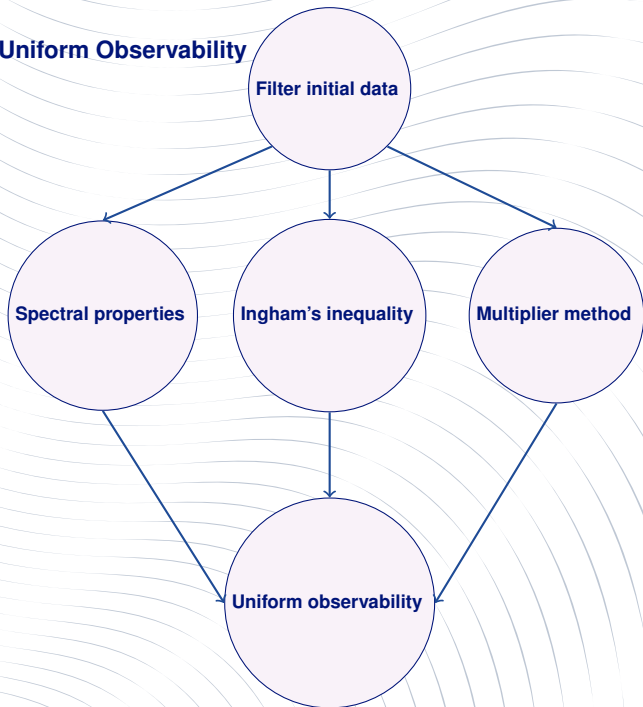 Uniform Observability
Filter initial data
Spectral properties
Ingham's inequality
Multiplier method
Uniform observability